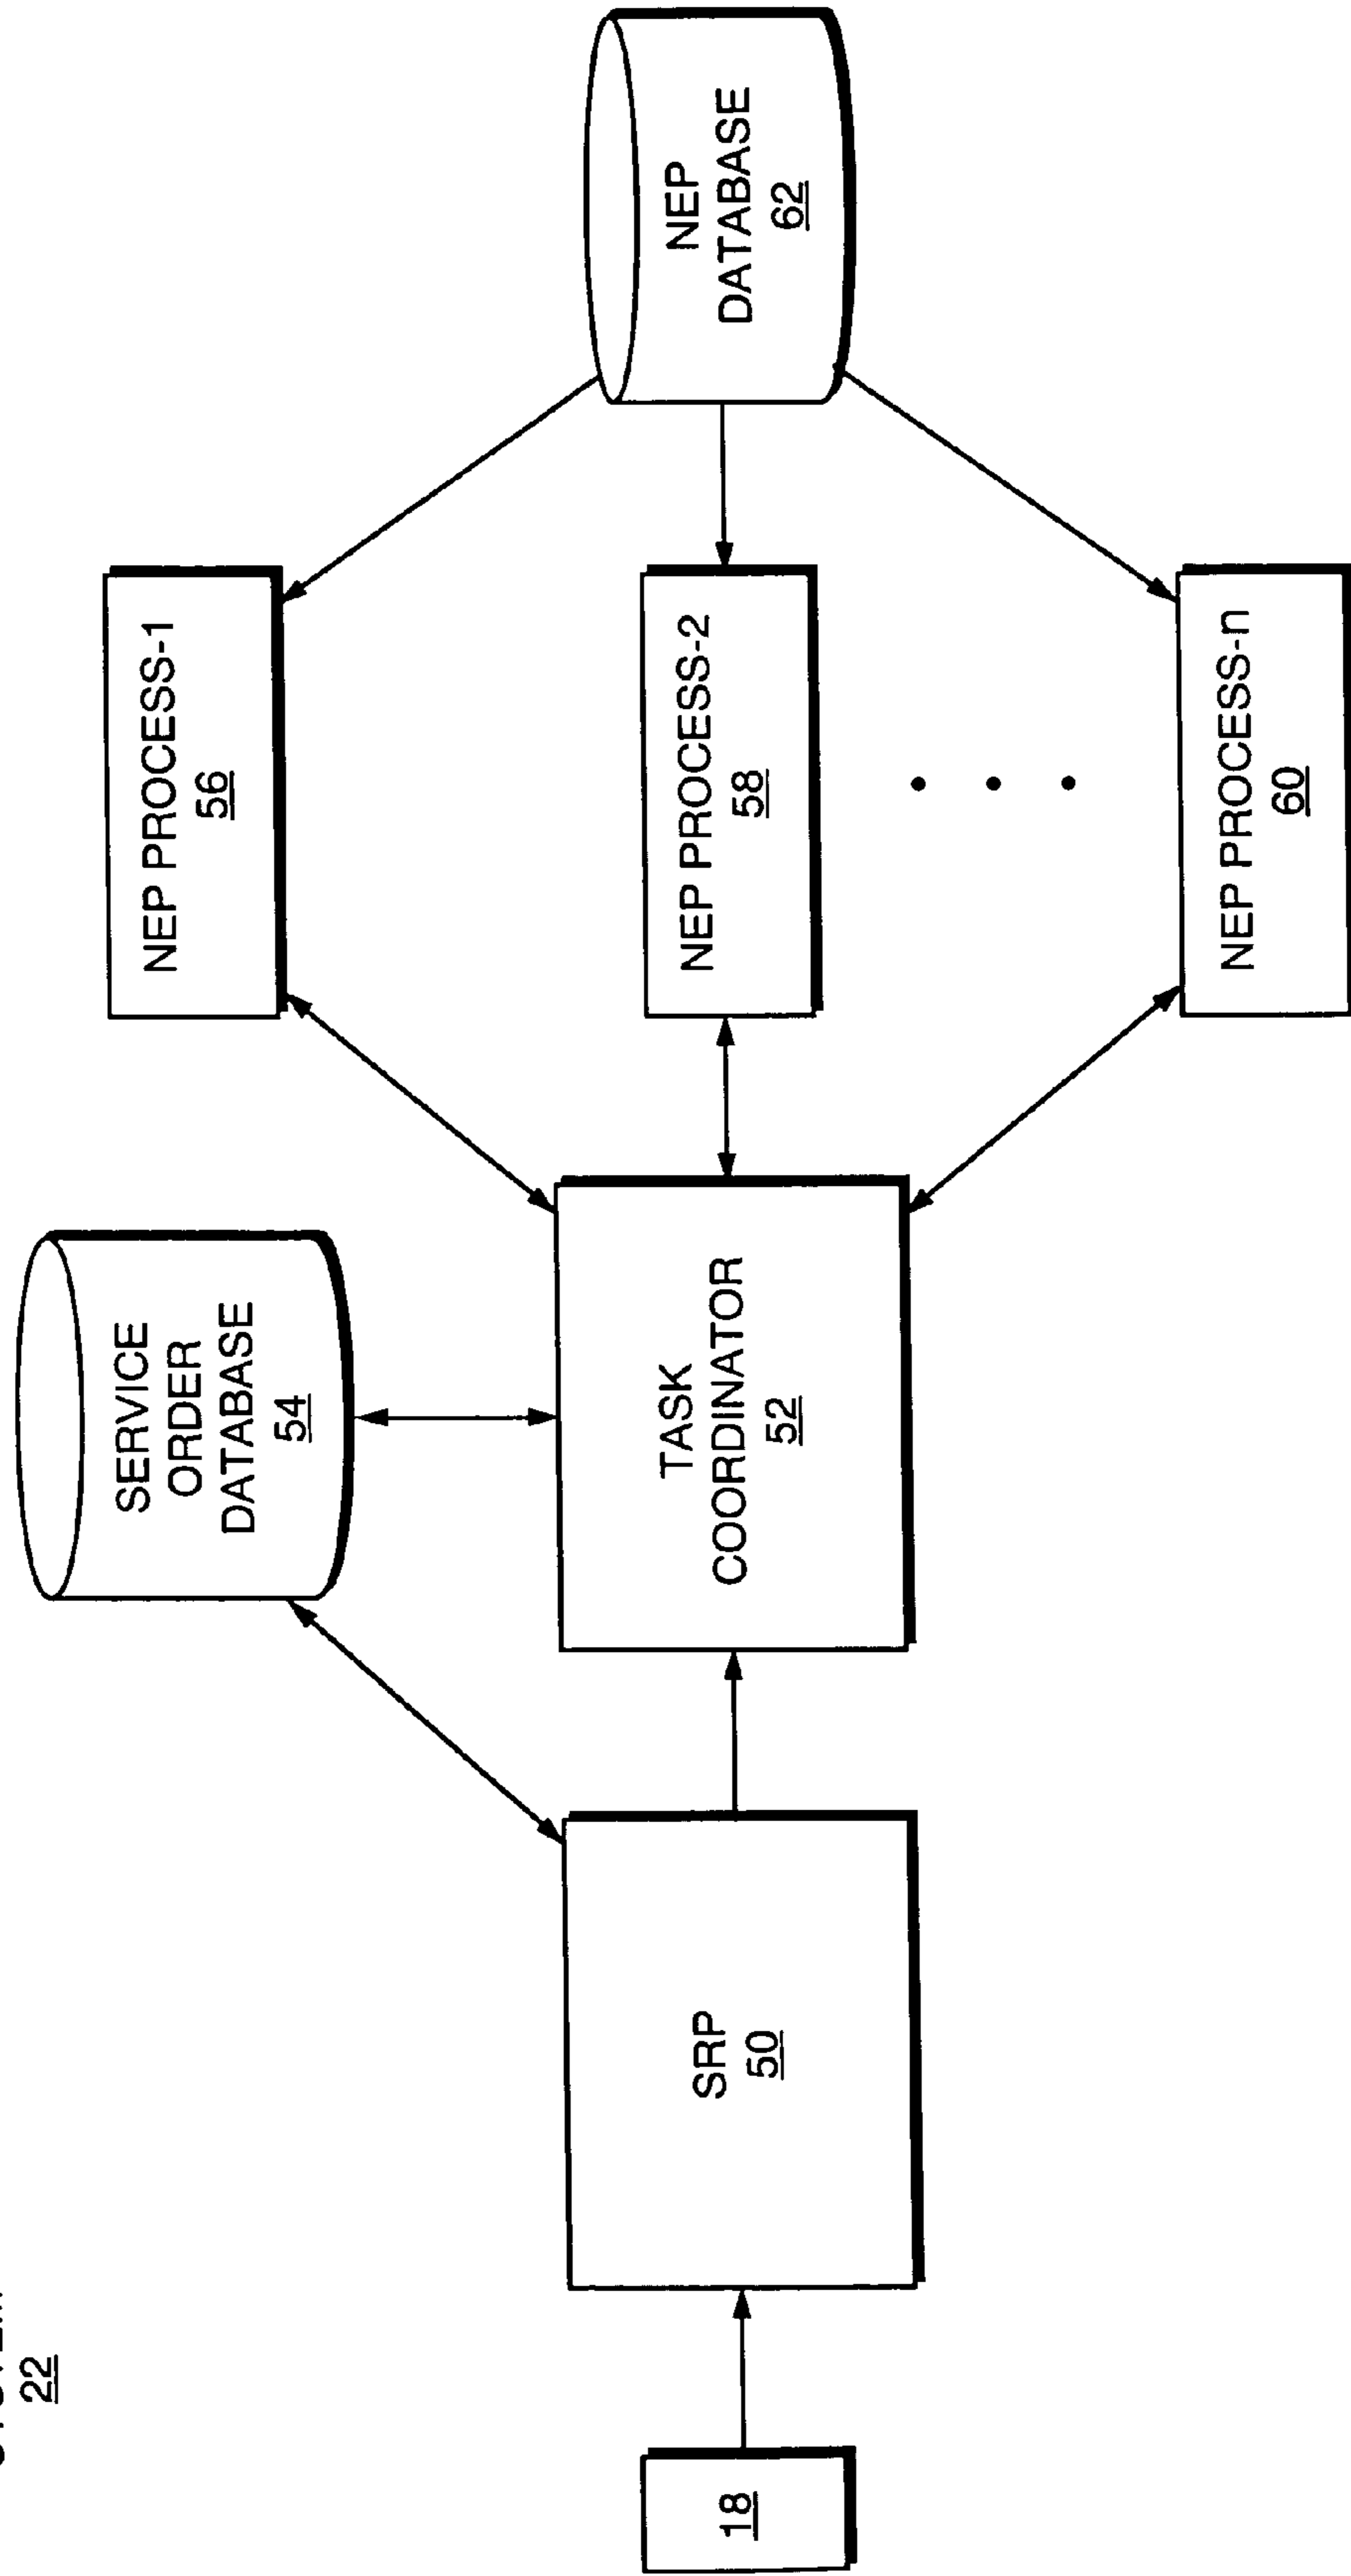 22
18
SRP
50
SERVICE
ORDER
DATABASE
54
TASK
COORDINATOR
52
NEP PROCESS-1
56
NEP PROCESS-2
58
NEP PROCESS-n
60
NEP
DATABASE
62